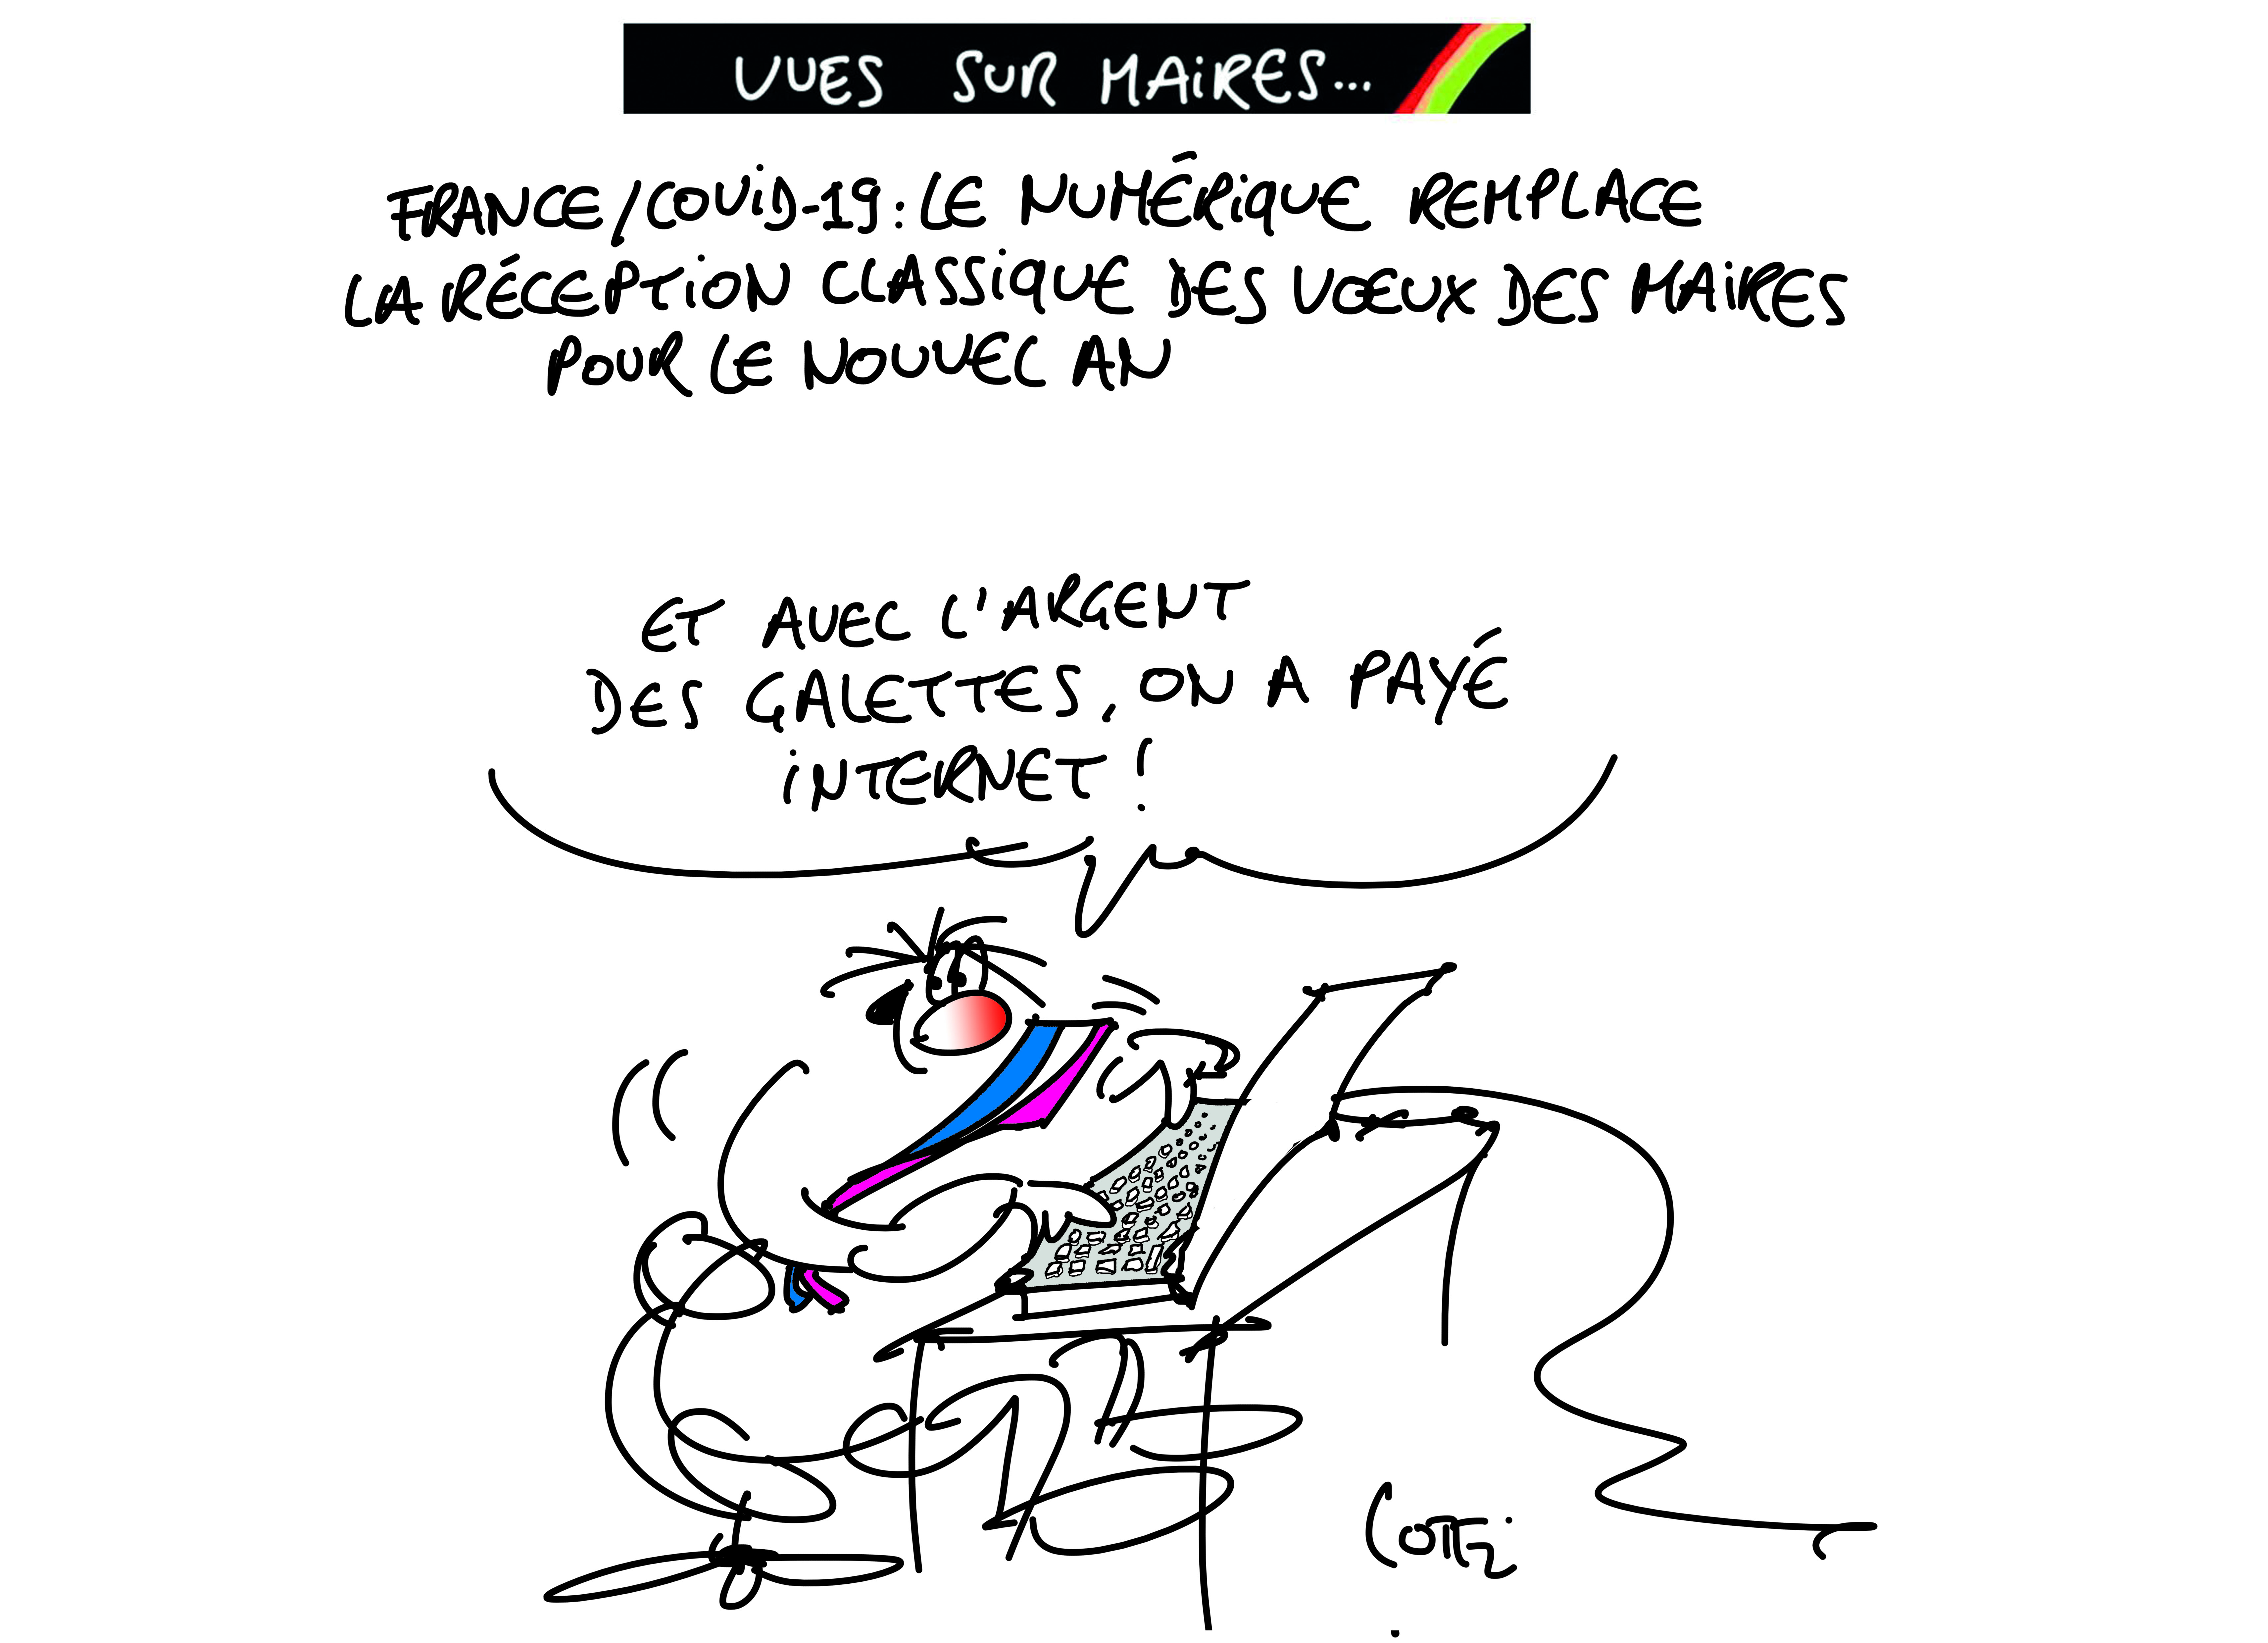 VUES SUR MAiRES...
FRANCE/COViD-19: LE NUMÉRiQUE REMPLACE
LA RÉCEPTiON CLASSiQUE DES VŒUX DES MAiRES
POUR LE NOUVEL AN
ET AVEC L'ARGENT
DES GALETTES, ON A PAYÉ
iNTERNET !